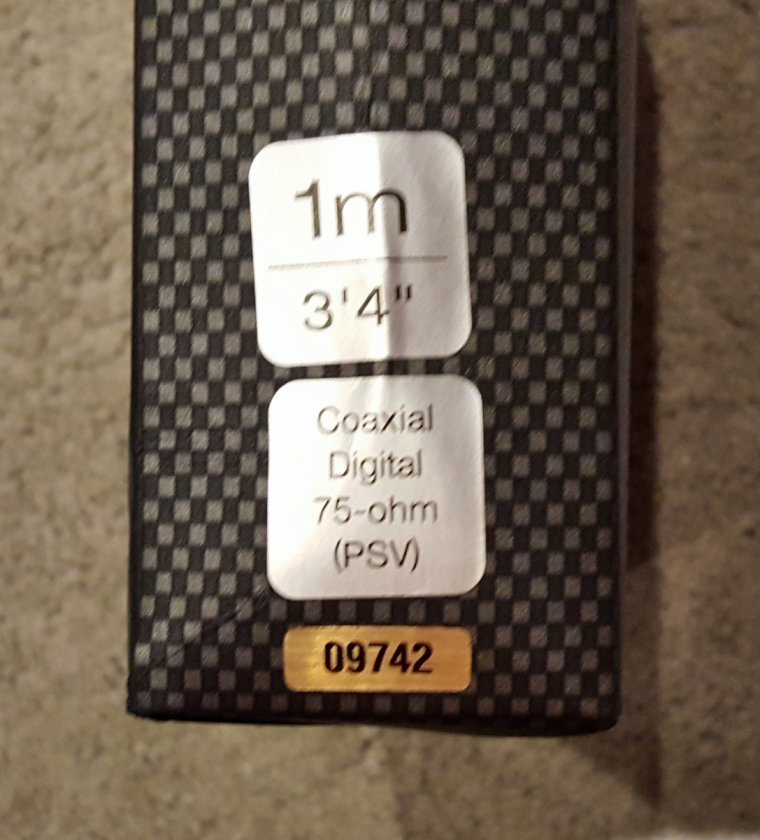 1m
3'4"
Coaxial
Digital
75-ohm
(PSV)
09742